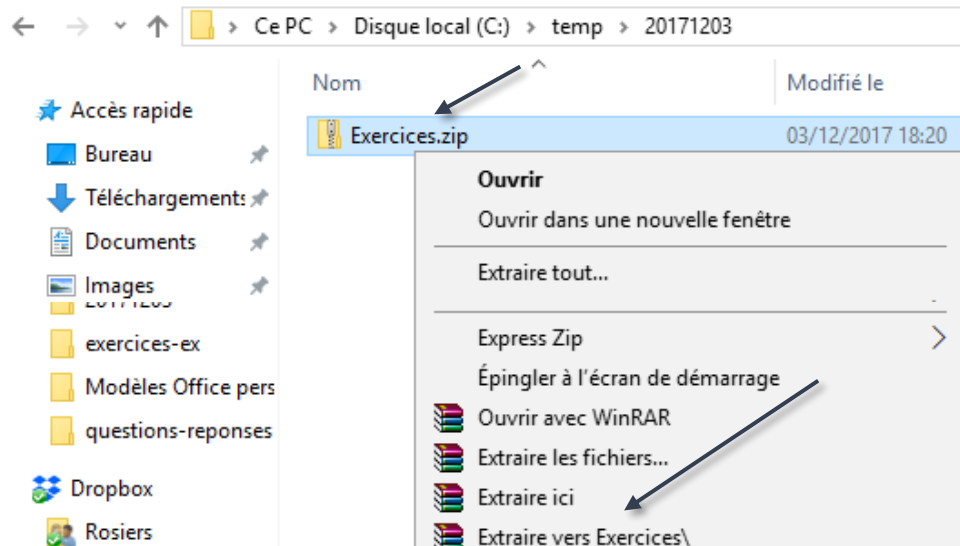 Ce PC > Disque local (C:) > temp > 20171203
Nom
Modifié le
Accès rapide
Exercices.zip
03/12/2017 18:20
Bureau
Ouvrir
Téléchargements
Ouvrir dans une nouvelle fenêtre
Documents
Extraire tout...
Images
20171203
Express Zip
exercices-ex
Épingler à l'écran de démarrage
Modèles Office pers
Ouvrir avec WinRAR
questions-reponses
Extraire les fichiers...
Dropbox
Extraire ici
Rosiers
Extraire vers Exercices\